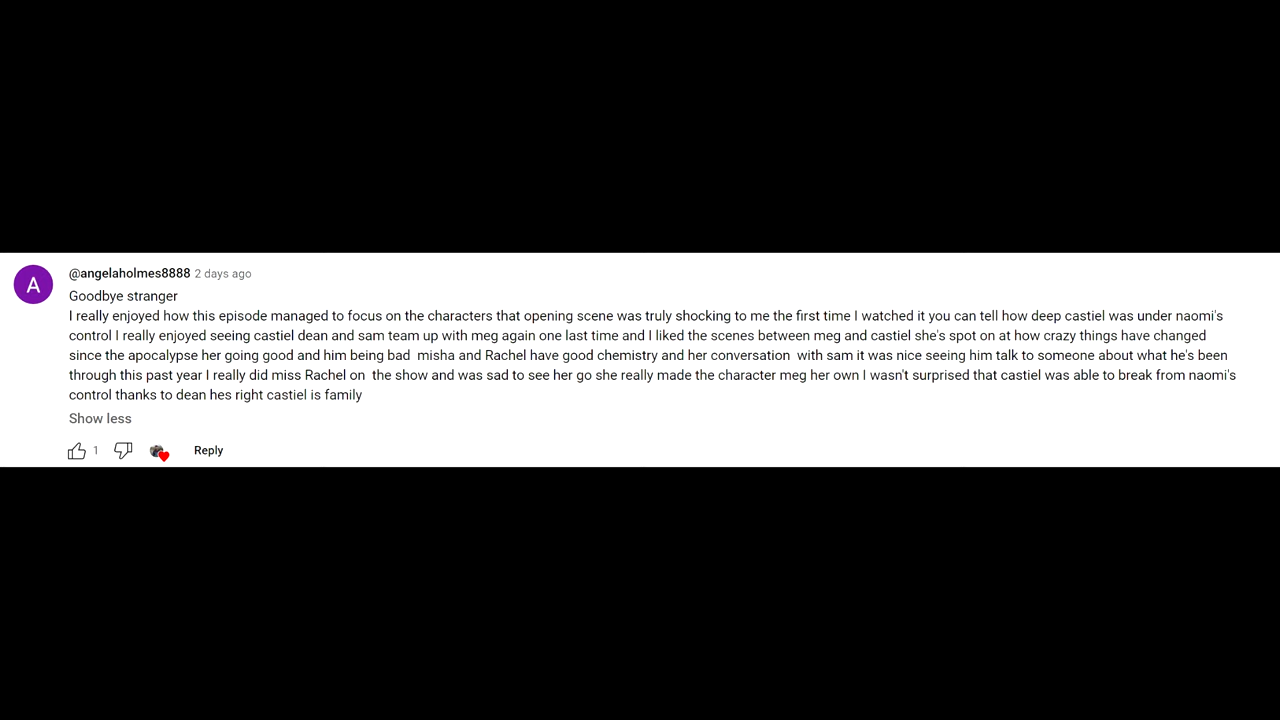 A
@angelaholmes8888 2 days ago
Goodbye stranger
I really enjoyed how this episode managed to focus on the characters that opening scene was truly shocking to me the first time I watched it you can tell how deep castiel was under naomi's
control I really enjoyed seeing castiel dean and sam team up with meg again one last time and I liked the scenes between meg and castiel she's spot on at how crazy things have changed
since the apocalypse her going good and him being bad  misha and Rachel have good chemistry and her conversation  with sam it was nice seeing him talk to someone about what he's been
through this past year I really did miss Rachel on  the show and was sad to see her go she really made the character meg her own I wasn't surprised that castiel was able to break from naomi's
control thanks to dean hes right castiel is family
Show less
1 Reply